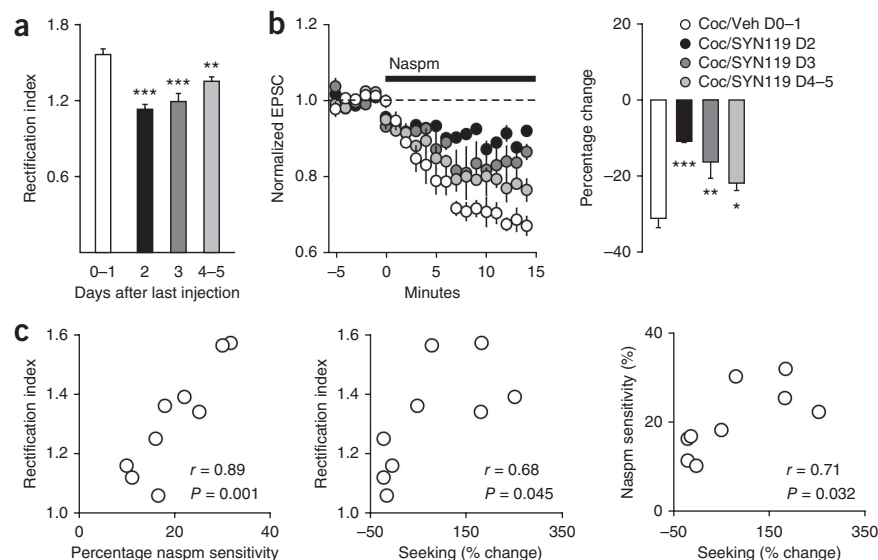 a
Rectification index
1.8
1.2
0.6
***
***
**
0–1
2
3
4–5
Days after last injection
b
Normalized EPSC
1.2
1.0
0.8
0.6
Naspm
–5
0
5
10
15
Minutes
Percentage change
20
0
–20
–40
Coc/Veh D0–1
Coc/SYN119 D2
Coc/SYN119 D3
Coc/SYN119 D4–5
***
**
*
c
Rectification index
1.6
1.4
1.2
1.0
r = 0.89
P = 0.001
0
20
40
Percentage naspm sensitivity
Rectification index
1.6
1.4
1.2
1.0
r = 0.68
P = 0.045
–50
150
350
Seeking (% change)
Naspm sensitivity (%)
40
20
0
r = 0.71
P = 0.032
–50
150
350
Seeking (% change)